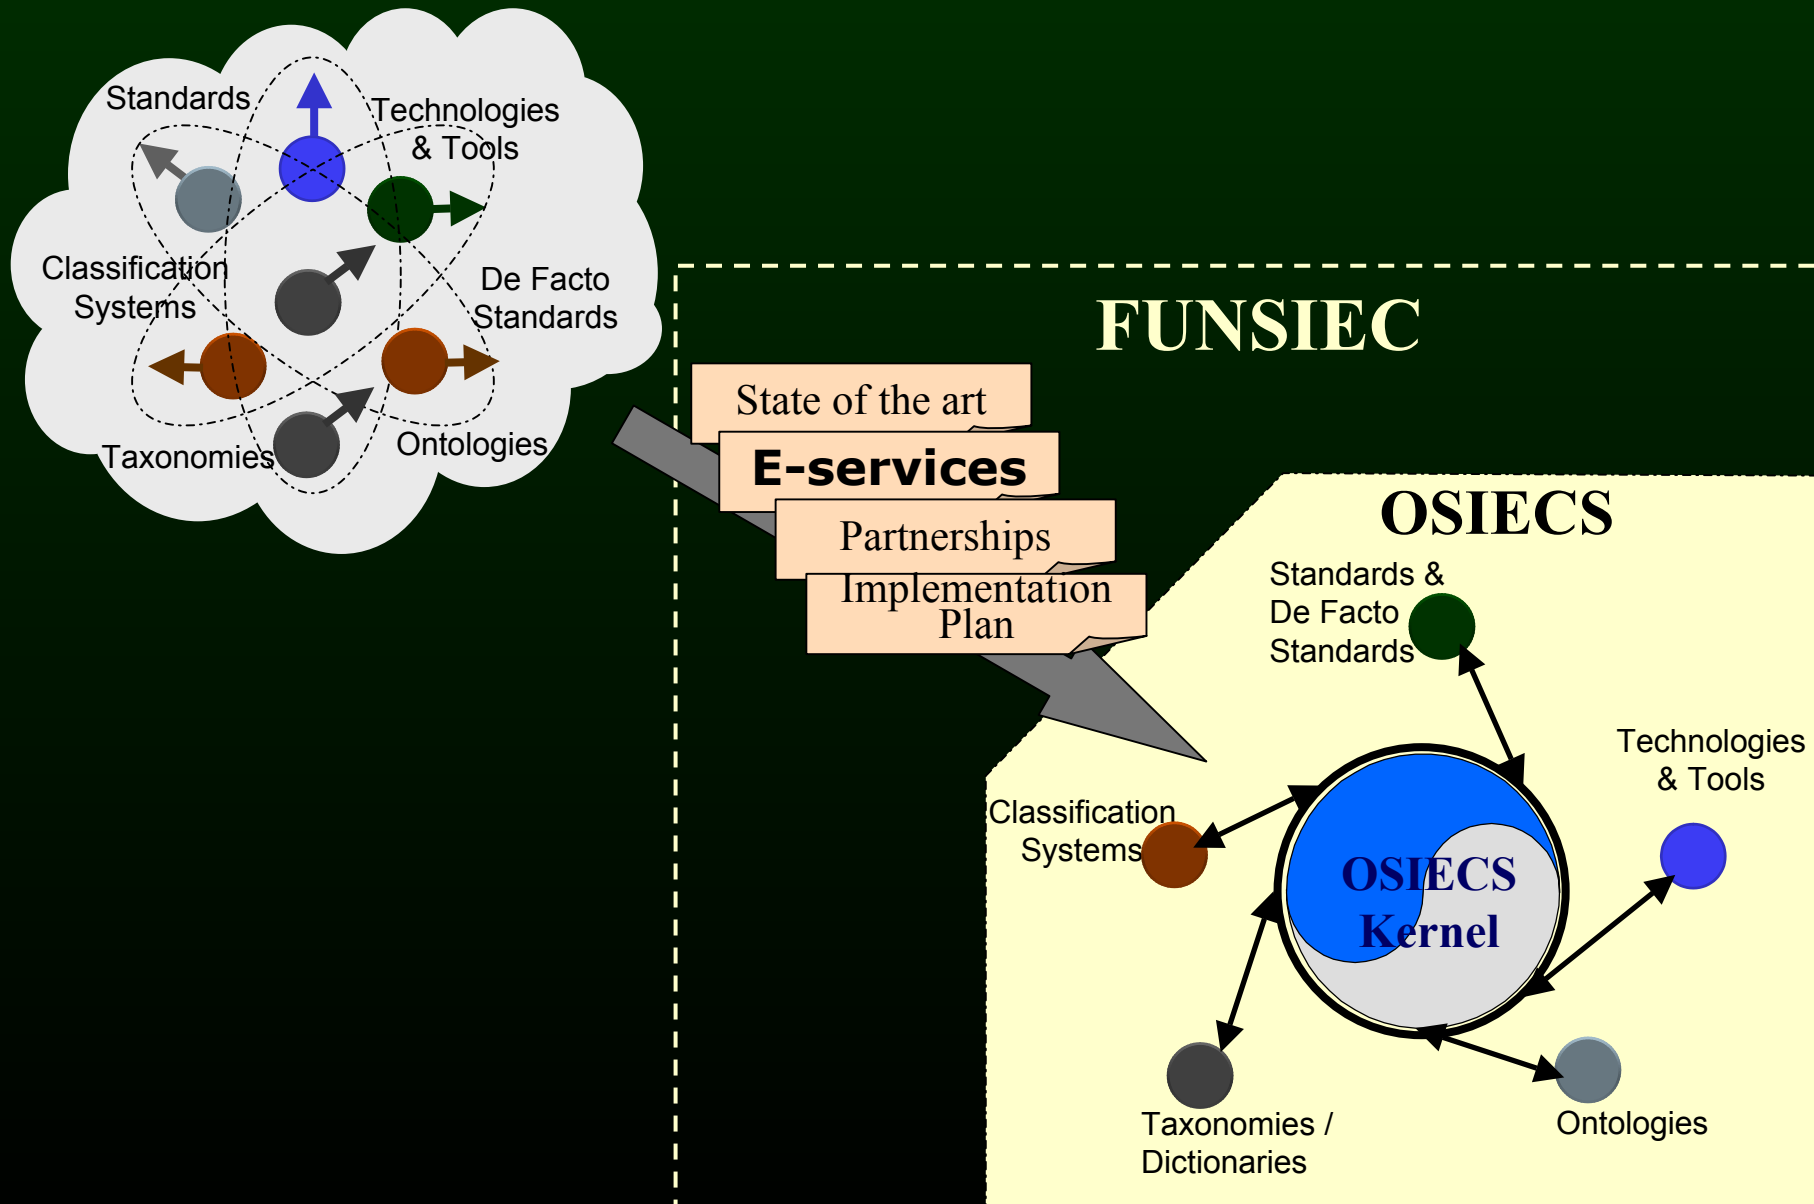 Standards
Technologies
& Tools
Classification
Systems
De Facto
Standards
Taxonomies
Ontologies
FUNSIEC
State of the art
E-services
Partnerships
Implementation
Plan
OSIECS
Standards &
De Facto
Standards
Technologies
& Tools
Classification
Systems
OSIECS
Kernel
Taxonomies /
Dictionaries
Ontologies